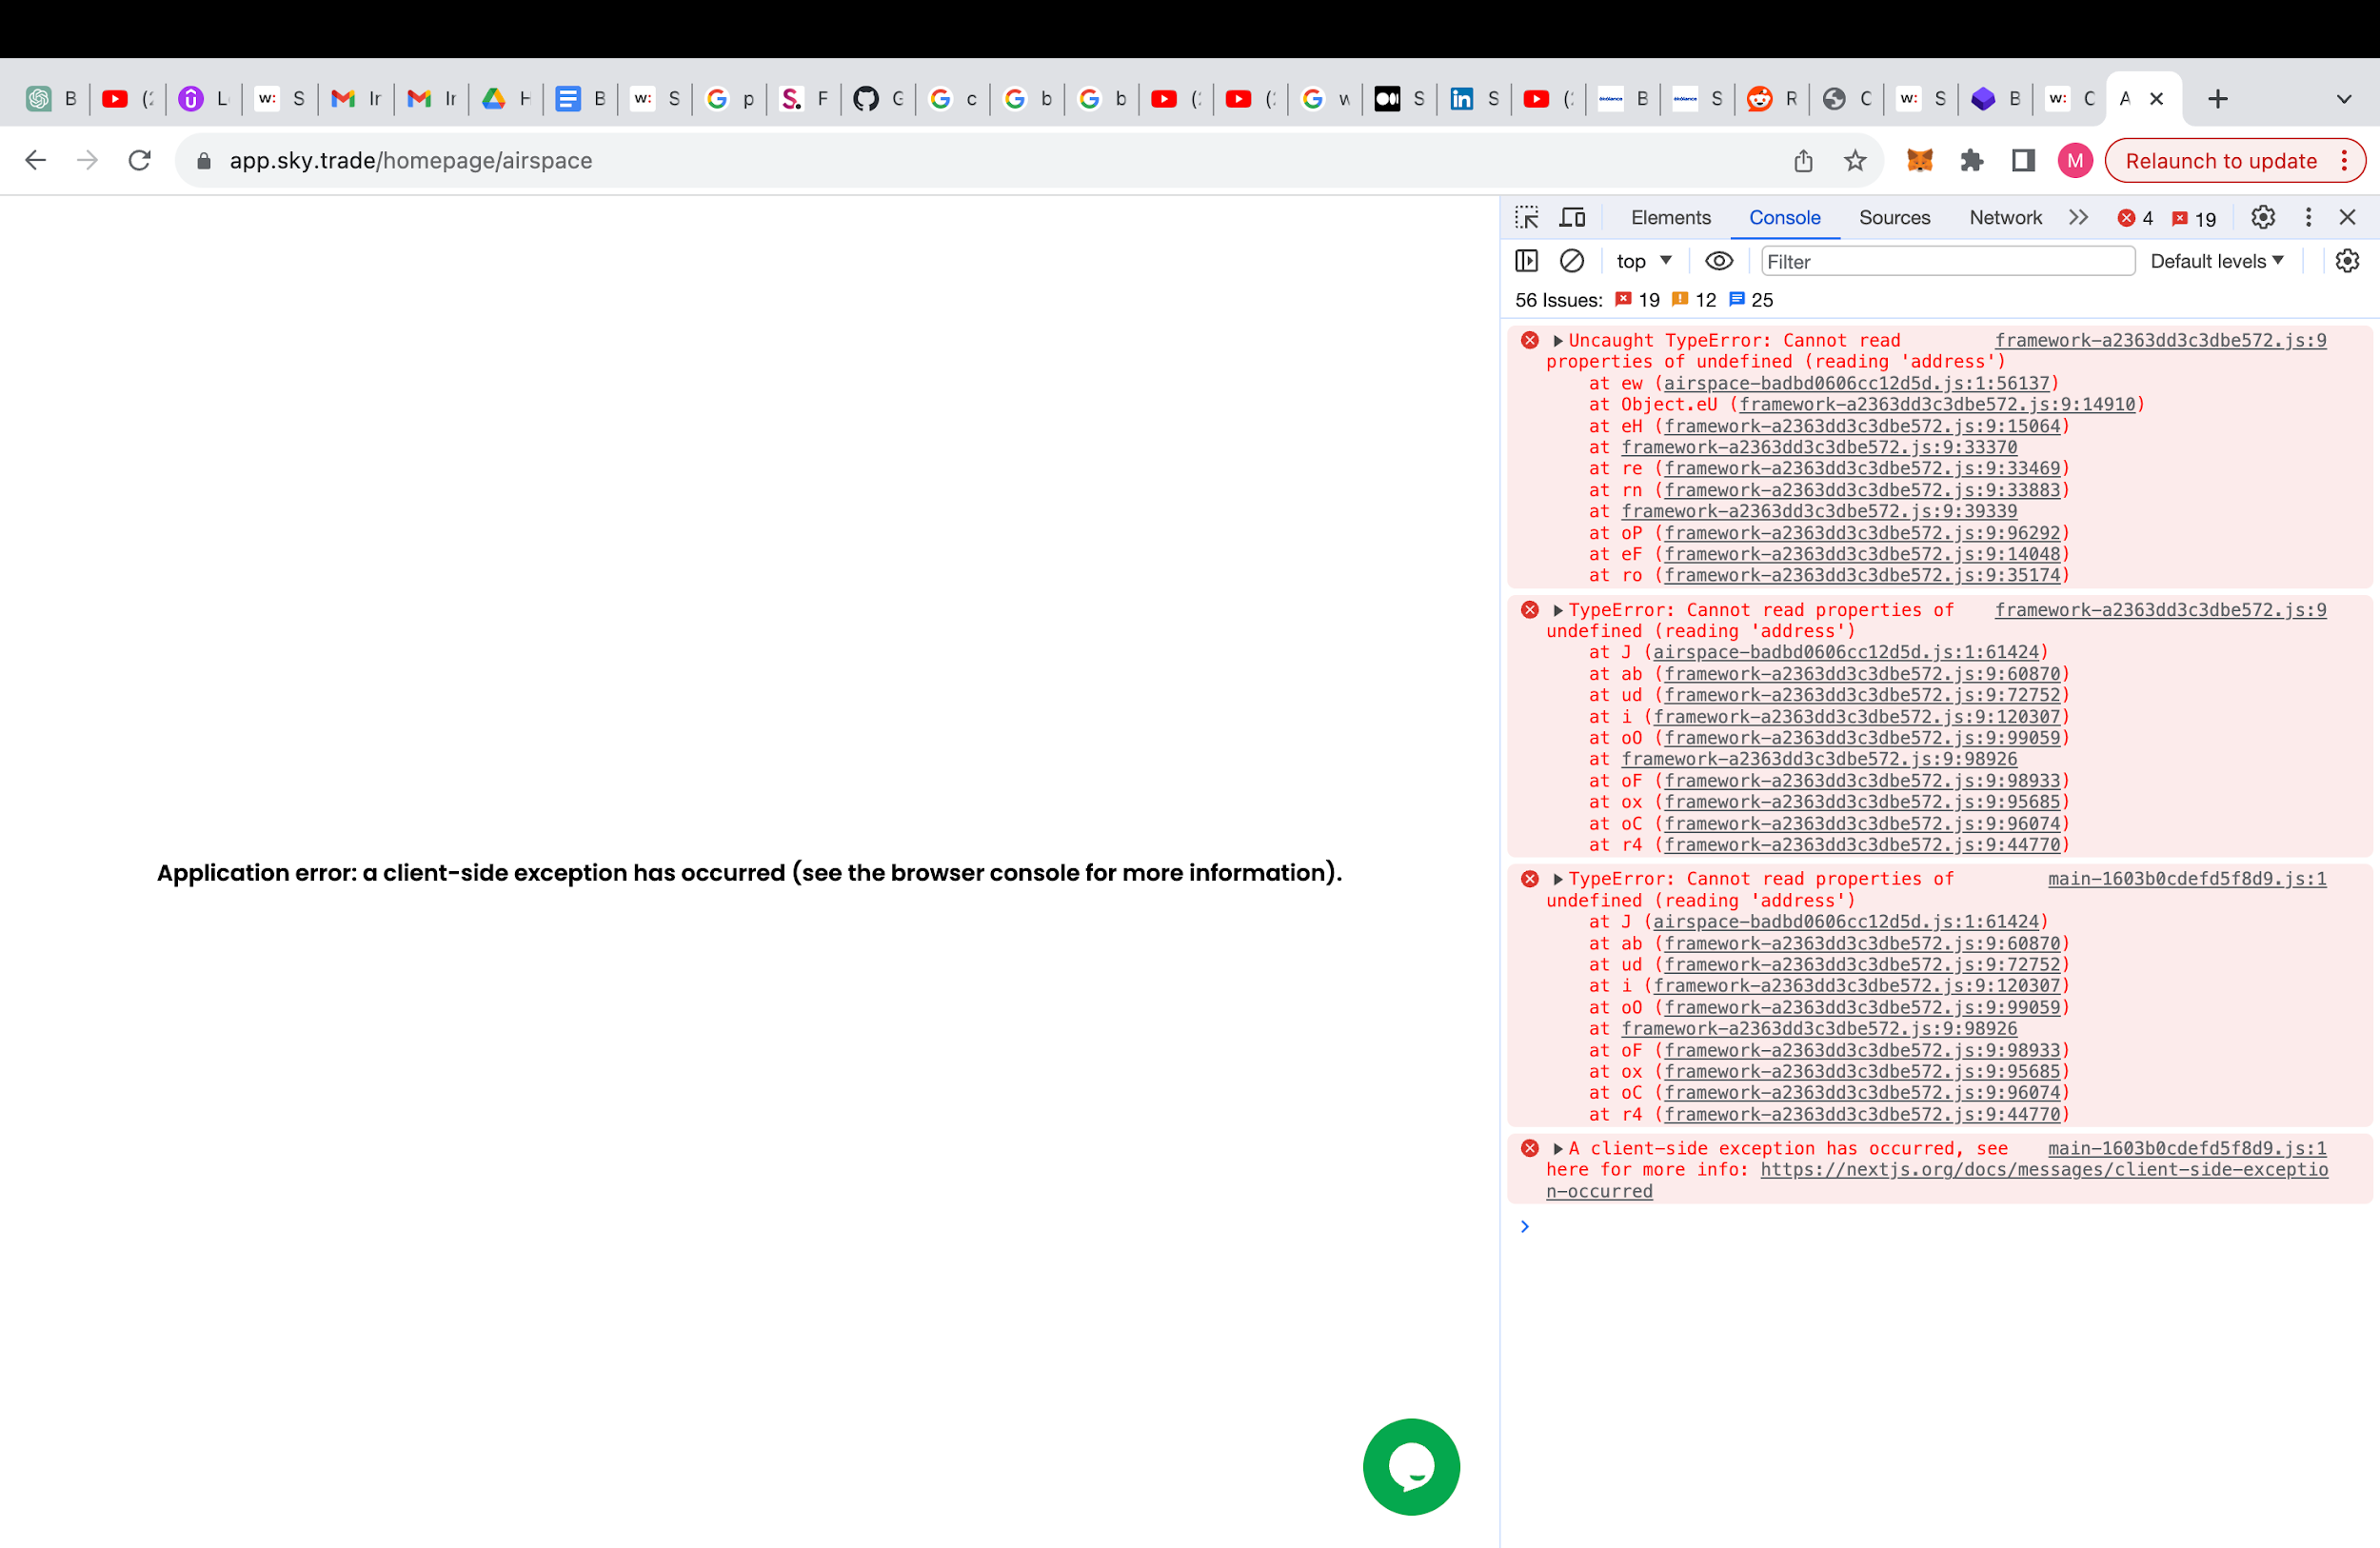 B ( L S Ir Ir H B S p F G c b b ( ( w S S ( B S R C S B C A
w: w: w: w:
app.sky.trade/homepage/airspace
M
Relaunch to update
Elements Console Sources Network 4 19
top Filter Default levels
56 Issues: 19 12 25
Uncaught TypeError: Cannot read framework-a2363dd3c3dbe572.js:9
properties of undefined (reading 'address')
at ew (airspace-badbd0606cc12d5d.js:1:56137)
at Object.eU (framework-a2363dd3c3dbe572.js:9:14910)
at eH (framework-a2363dd3c3dbe572.js:9:15064)
at framework-a2363dd3c3dbe572.js:9:33370
at re (framework-a2363dd3c3dbe572.js:9:33469)
at rn (framework-a2363dd3c3dbe572.js:9:33883)
at framework-a2363dd3c3dbe572.js:9:39339
at oP (framework-a2363dd3c3dbe572.js:9:96292)
at eF (framework-a2363dd3c3dbe572.js:9:14048)
at ro (framework-a2363dd3c3dbe572.js:9:35174)
TypeError: Cannot read properties of framework-a2363dd3c3dbe572.js:9
undefined (reading 'address')
at J (airspace-badbd0606cc12d5d.js:1:61424)
at ab (framework-a2363dd3c3dbe572.js:9:60870)
at ud (framework-a2363dd3c3dbe572.js:9:72752)
at i (framework-a2363dd3c3dbe572.js:9:120307)
at oO (framework-a2363dd3c3dbe572.js:9:99059)
at framework-a2363dd3c3dbe572.js:9:98926
at oF (framework-a2363dd3c3dbe572.js:9:98933)
at ox (framework-a2363dd3c3dbe572.js:9:95685)
at oC (framework-a2363dd3c3dbe572.js:9:96074)
at r4 (framework-a2363dd3c3dbe572.js:9:44770)
TypeError: Cannot read properties of main-1603b0cdefd5f8d9.js:1
undefined (reading 'address')
at J (airspace-badbd0606cc12d5d.js:1:61424)
at ab (framework-a2363dd3c3dbe572.js:9:60870)
at ud (framework-a2363dd3c3dbe572.js:9:72752)
at i (framework-a2363dd3c3dbe572.js:9:120307)
at oO (framework-a2363dd3c3dbe572.js:9:99059)
at framework-a2363dd3c3dbe572.js:9:98926
at oF (framework-a2363dd3c3dbe572.js:9:98933)
at ox (framework-a2363dd3c3dbe572.js:9:95685)
at oC (framework-a2363dd3c3dbe572.js:9:96074)
at r4 (framework-a2363dd3c3dbe572.js:9:44770)
A client-side exception has occurred, see main-1603b0cdefd5f8d9.js:1
here for more info: https://nextjs.org/docs/messages/client-side-exceptio
n-occurred
Application error: a client-side exception has occurred (see the browser console for more information).